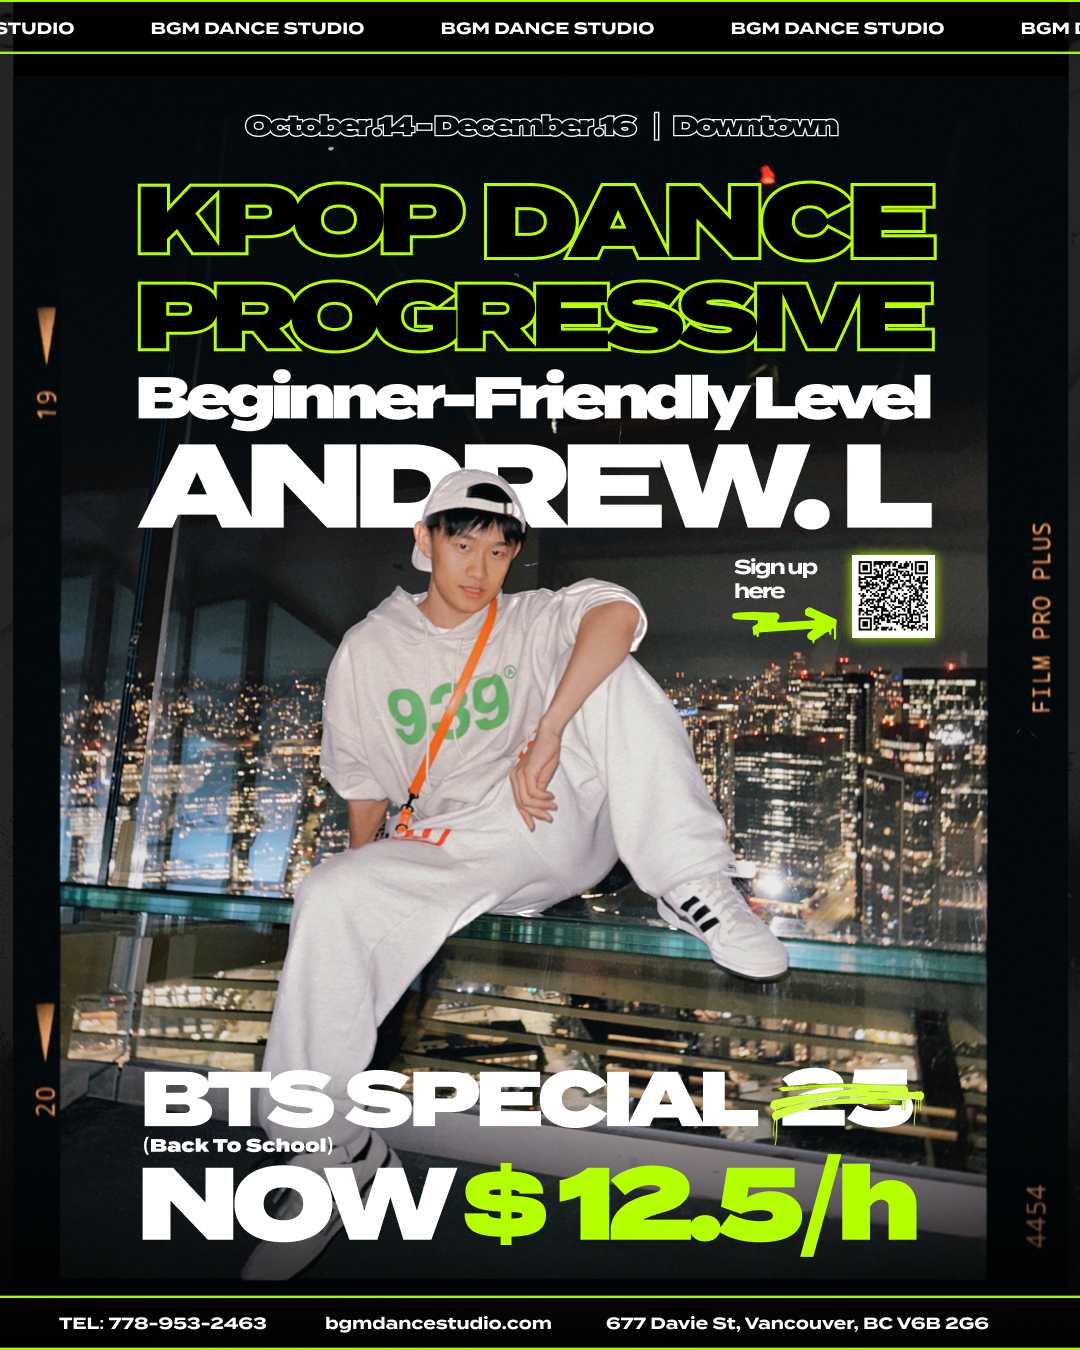 STUDIO BGM DANCE STUDIO BGM DANCE STUDIO BGM DANCE STUDIO BGM
October.14-December.16 | Downtown
KPOP DANCE
PROGRESSIVE
Beginner-Friendly Level
ANDREW. L
Sign up
here
939
19
FILM PRO PLUS
20
4454
BTS SPECIAL 25
(Back To School)
NOW $12.5/h
TEL: 778-953-2463 bgmdancestudio.com 677 Davie St, Vancouver, BC V6B 2G6